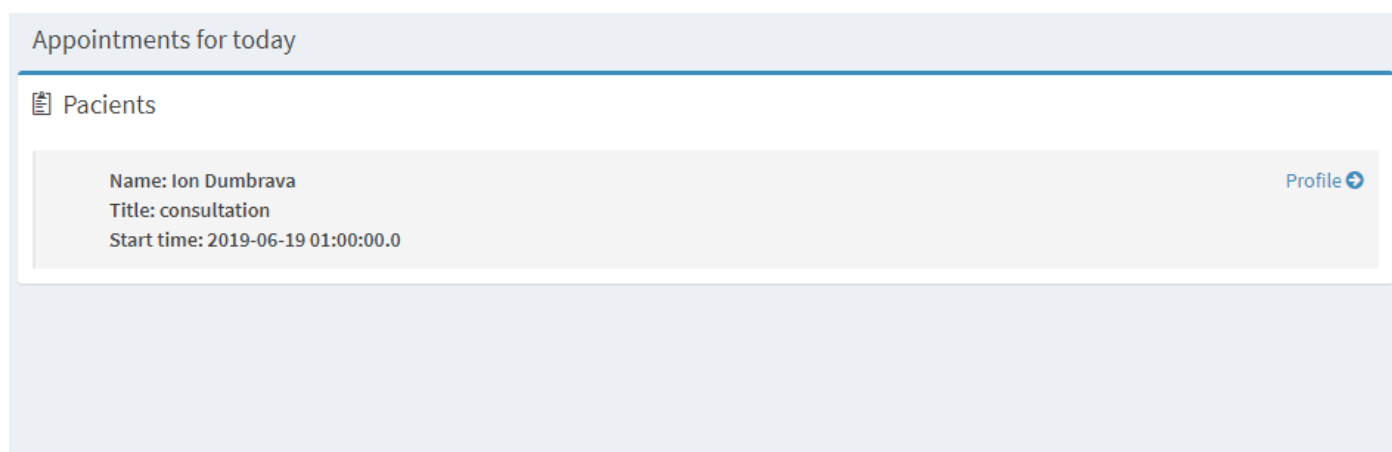 Appointments for today
Pacients
Name: Ion Dumbrava
Profile
Title: consultation
Start time: 2019-06-19 01:00:00.0